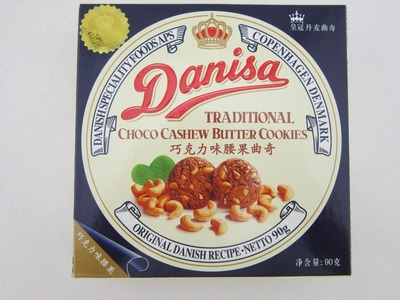 皇冠丹麦曲奇
DANISH SPECIALITY FOODS APS
COPENHAGEN DENMARK
Danisa
TRADITIONAL
CHOCO CASHEW BUTTER COOKIES
巧克力味腰果曲奇
ORIGINAL DANISH RECIPE • NETTO 90g
巧克力味腰果
净含量: 90克